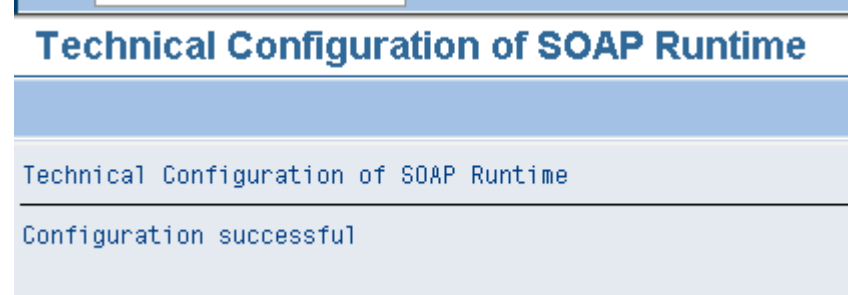 Technical Configuration of SOAP Runtime
Technical Configuration of SOAP Runtime
Configuration successful